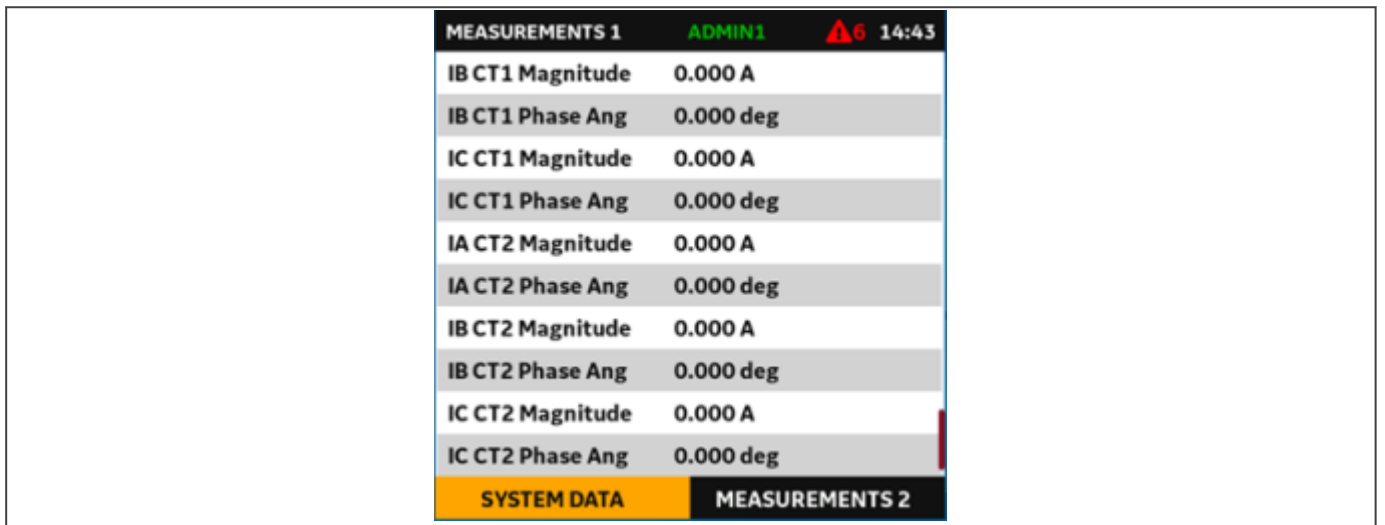 MEASUREMENTS 1 ADMIN1 6 14:43
IB CT1 Magnitude 0.000 A
IB CT1 Phase Ang 0.000 deg
IC CT1 Magnitude 0.000 A
IC CT1 Phase Ang 0.000 deg
IA CT2 Magnitude 0.000 A
IA CT2 Phase Ang 0.000 deg
IB CT2 Magnitude 0.000 A
IB CT2 Phase Ang 0.000 deg
IC CT2 Magnitude 0.000 A
IC CT2 Phase Ang 0.000 deg
SYSTEM DATA MEASUREMENTS 2